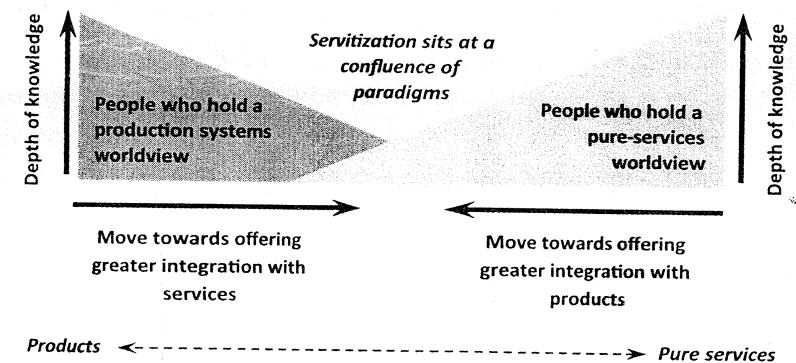 Depth of knowledge
Servitization sits at a
confluence of
paradigms
People who hold a
production systems
worldview
People who hold a
pure-services
worldview
Depth of knowledge
Move towards offering
greater integration with
services
Move towards offering
greater integration with
products
Products
Pure services